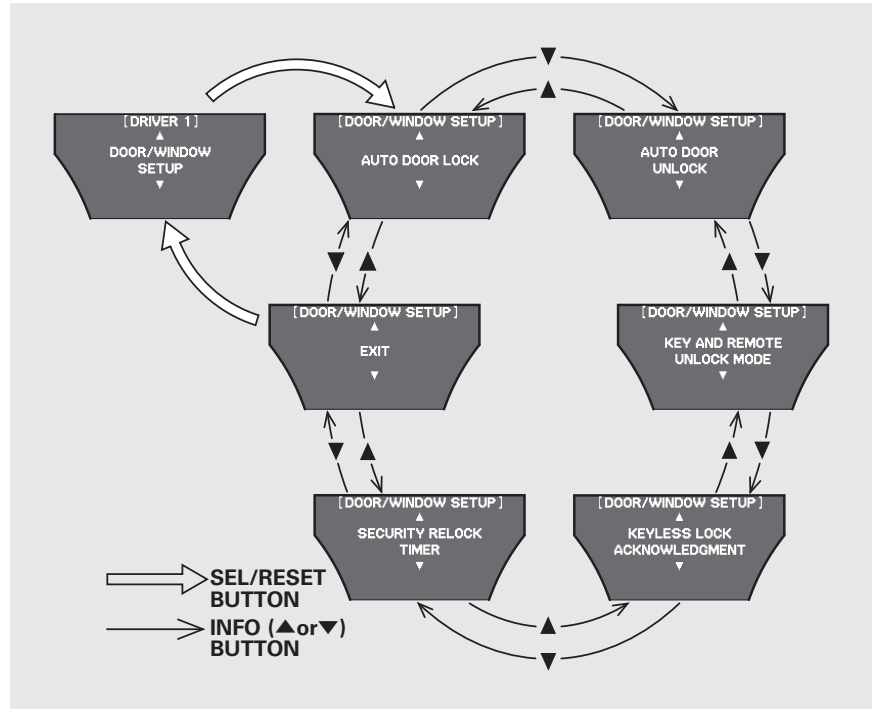 [DRIVER 1]
▲
DOOR/WINDOW
SETUP
▼
[DOOR/WINDOW SETUP]
▲
AUTO DOOR LOCK
▼
[DOOR/WINDOW SETUP]
▲
AUTO DOOR
UNLOCK
▼
[DOOR/WINDOW SETUP]
▲
EXIT
▼
[DOOR/WINDOW SETUP]
▲
KEY AND REMOTE
UNLOCK MODE
▼
[DOOR/WINDOW SETUP]
▲
SECURITY RELOCK
TIMER
▼
[DOOR/WINDOW SETUP]
▲
KEYLESS LOCK
ACKNOWLEDGMENT
▼
SEL/RESET
BUTTON
INFO (▲or▼)
BUTTON